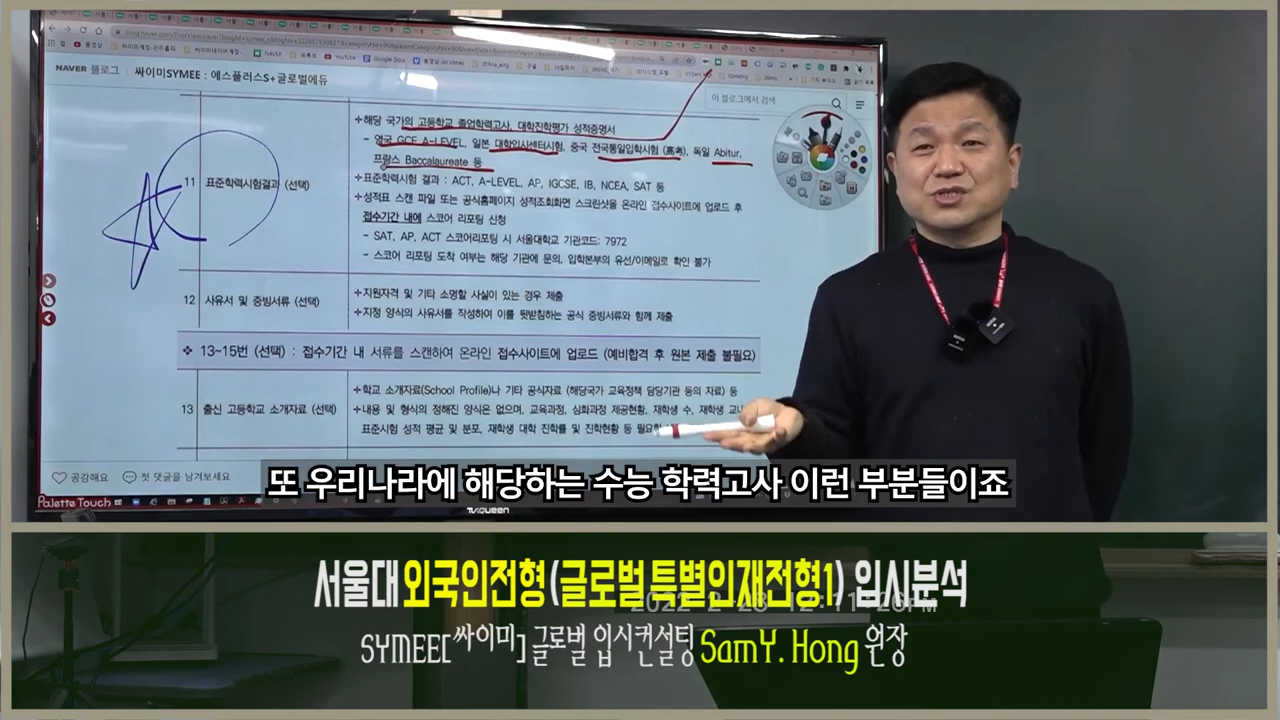 NAVER 블로그 싸이미SYMEE : 에스플러스S+글로벌에듀
이 블로그에서 검색
11 표준학력시험결과 (선택)
✢해당 국가의 고등학교 졸업학력고사, 대학진학평가 성적증명서
- 영국 GCE A-LEVEL, 일본 대학입시센터시험, 중국 전국통일입학시험 (高考), 독일 Abitur,
프랑스 Baccalaureate 등
✢표준학력시험 결과 : ACT, A-LEVEL, AP, IGCSE, IB, NCEA, SAT 등
✢성적표 스캔 파일 또는 공식홈페이지 성적조회화면 스크린샷을 온라인 접수사이트에 업로드 후
접수기간 내에 스코어 리포팅 신청
- SAT, AP, ACT 스코어리포팅 시 서울대학교 기관코드: 7972
- 스코어 리포팅 도착 여부는 해당 기관에 문의, 입학본부의 유선/이메일로 확인 불가
12 사유서 및 증빙서류 (선택)
✢지원자격 및 기타 소명할 사실이 있는 경우 제출
✢지정 양식의 사유서를 작성하여 이를 뒷받침하는 공식 증빙서류와 함께 제출
❖ 13~15번 (선택) : 접수기간 내 서류를 스캔하여 온라인 접수사이트에 업로드 (예비합격 후 원본 제출 불필요)
13 출신 고등학교 소개자료 (선택)
✢학교 소개자료(School Profile)나 기타 공식자료 (해당국가 교육정책 담당기관 등의 자료) 등
✢내용 및 형식의 정해진 양식은 없으며, 교육과정, 심화과정 제공현황, 재학생 수, 재학생 교내
표준시험 성적 평균 및 분포, 재학생 대학 진학률 및 진학현황 등
공감해요 첫 댓글을 남겨보세요
Palette Touch
또 우리나라에 해당하는 수능 학력고사 이런 부분들이죠
서울대 외국인전형 (글로벌 특별인재전형1) 입시분석
SYMEE[싸이미] 글로벌 입시컨설팅 Sam Y. Hong 원장